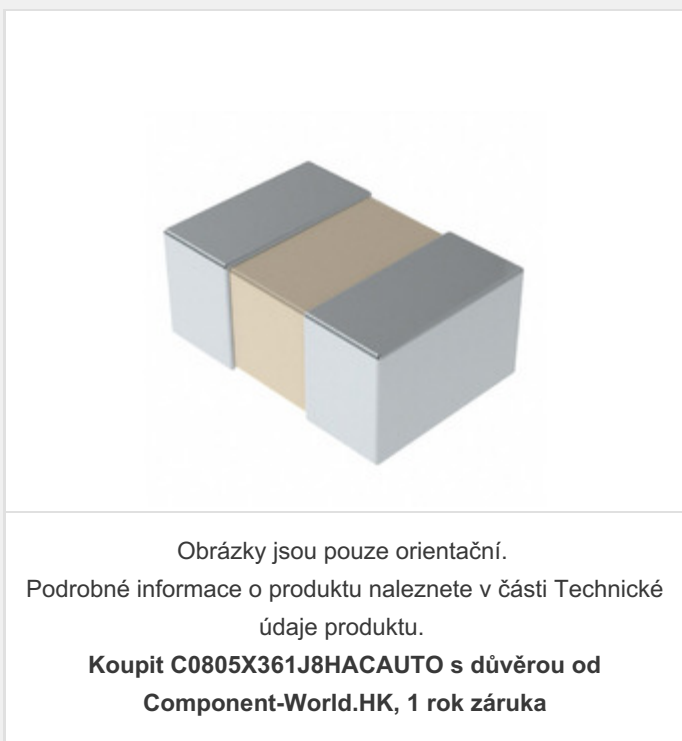 Obrázky jsou pouze orientační.
Podrobné informace o produktu naleznete v části Technické
údaje produktu.
Koupit C0805X361J8HACAUTO s důvěrou od
Component-World.HK, 1 rok záruka